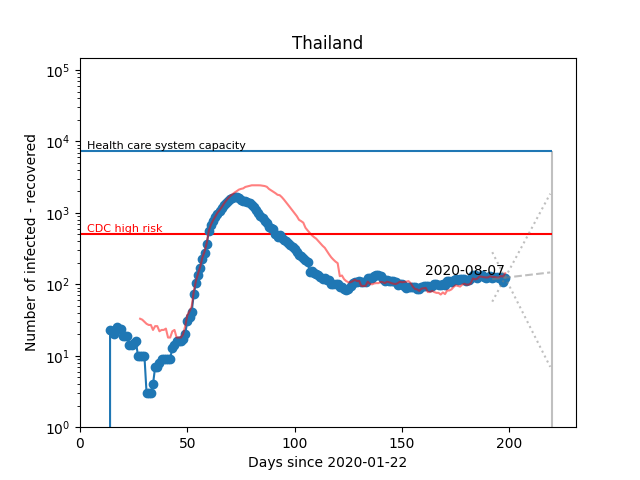 Thailand
Number of infected - recovered
10^5
10^4
10^3
10^2
10^1
10^0
Health care system capacity
CDC high risk
2020-08-07
0 50 100 150 200
Days since 2020-01-22